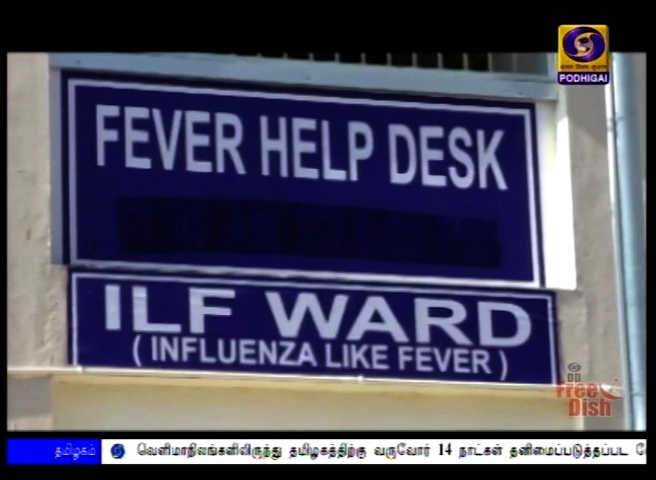 PODHIGAI
FEVER HELP DESK
ILF WARD
( INFLUENZA LIKE FEVER )
DD
Free
Dish
தமிழகம்
வெளிமாநிலங்களிலிருந்து தமிழகத்திற்கு வருவோர் 14 நாட்கள் தனிமைப்படுத்தப்பட